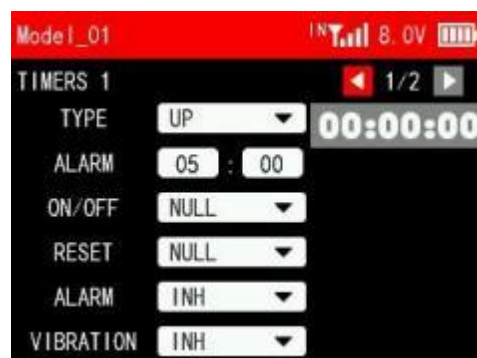 Model_01 IN 8.0V
TIMERS 1 1/2
TYPE UP 00:00:00
ALARM 05 : 00
ON/OFF NULL
RESET NULL
ALARM INH
VIBRATION INH